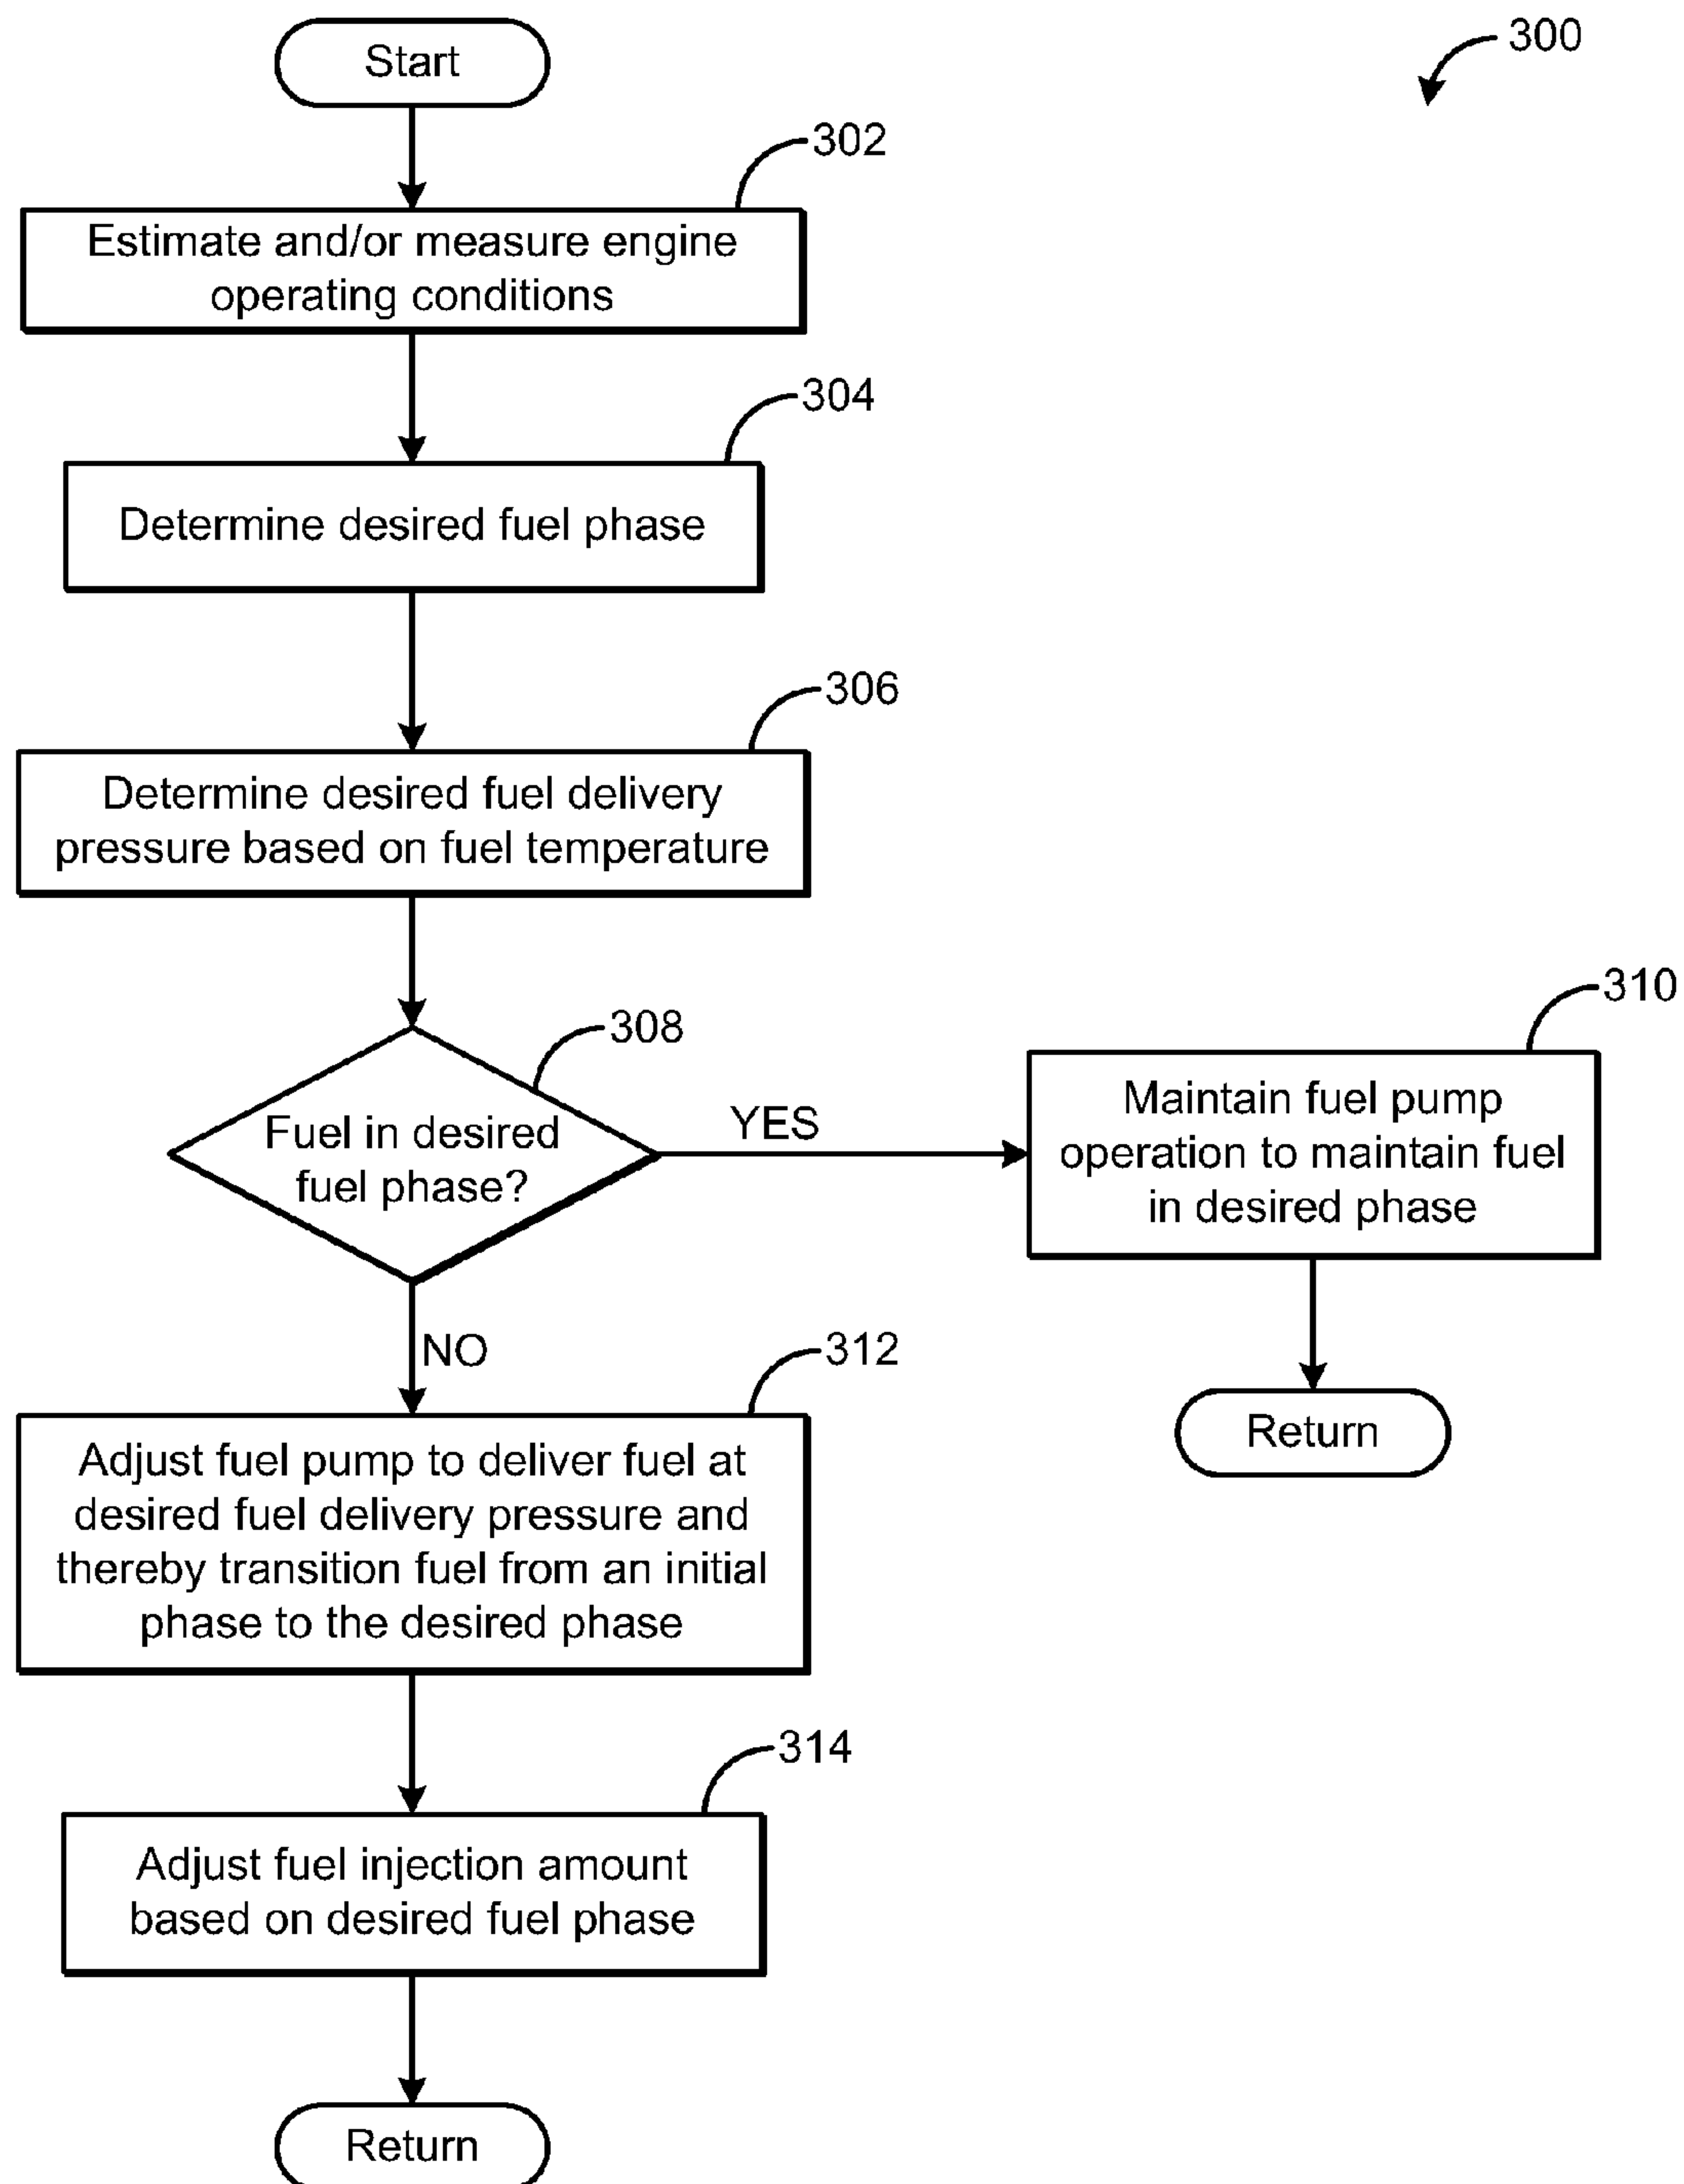 Start
300
302
Estimate and/or measure engine
operating conditions
304
Determine desired fuel phase
306
Determine desired fuel delivery
pressure based on fuel temperature
308
Fuel in desired
fuel phase?
YES
310
Maintain fuel pump
operation to maintain fuel
in desired phase
Return
NO
312
Adjust fuel pump to deliver fuel at
desired fuel delivery pressure and
thereby transition fuel from an initial
phase to the desired phase
314
Adjust fuel injection amount
based on desired fuel phase
Return